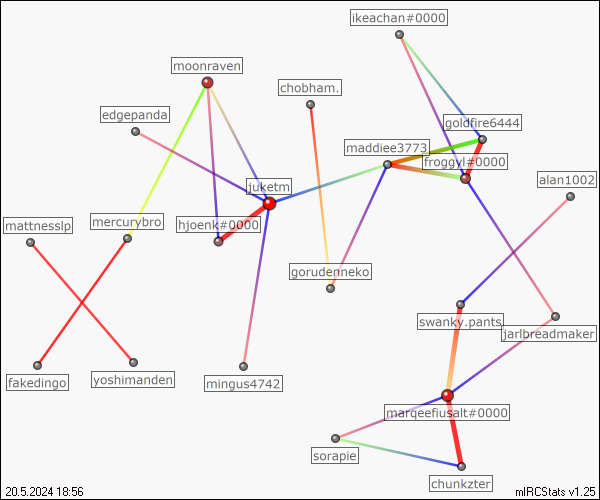 ikeachan#0000
moonraven
chobham.
edgepanda
goldfire6444
maddiee3773
froggyl#0000
alan1002
juketm
mattnesslp
mercurybro
hjoenk#0000
gorudenneko
swanky.pants
jarlbreadmaker
fakedingo
yoshimanden
mingus4742
marqeefiusalt#0000
sorapie
chunkzter
20.5.2024 18:56
mIRCStats v1.25